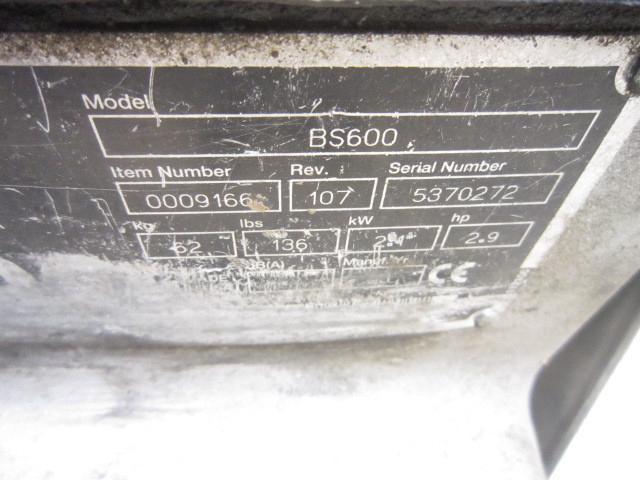 Model
BS600
Item Number Rev. Serial Number
0009166 107 5370272
kg lbs kW hp
62 136 2.9
CE